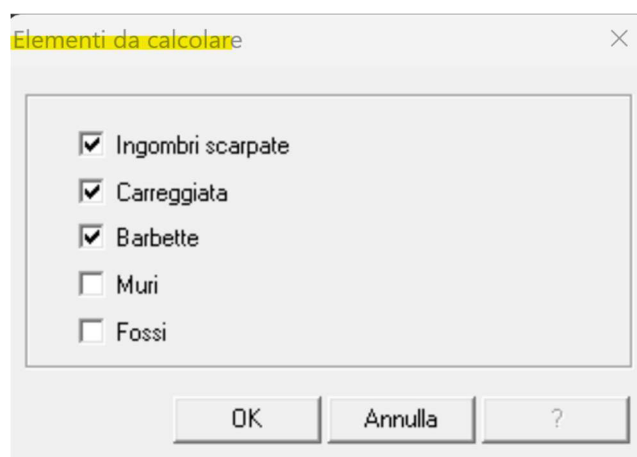 Elementi da calcolare
Ingombri scarpate
Carreggiata
Barbette
Muri
Fossi
OK Annulla ?